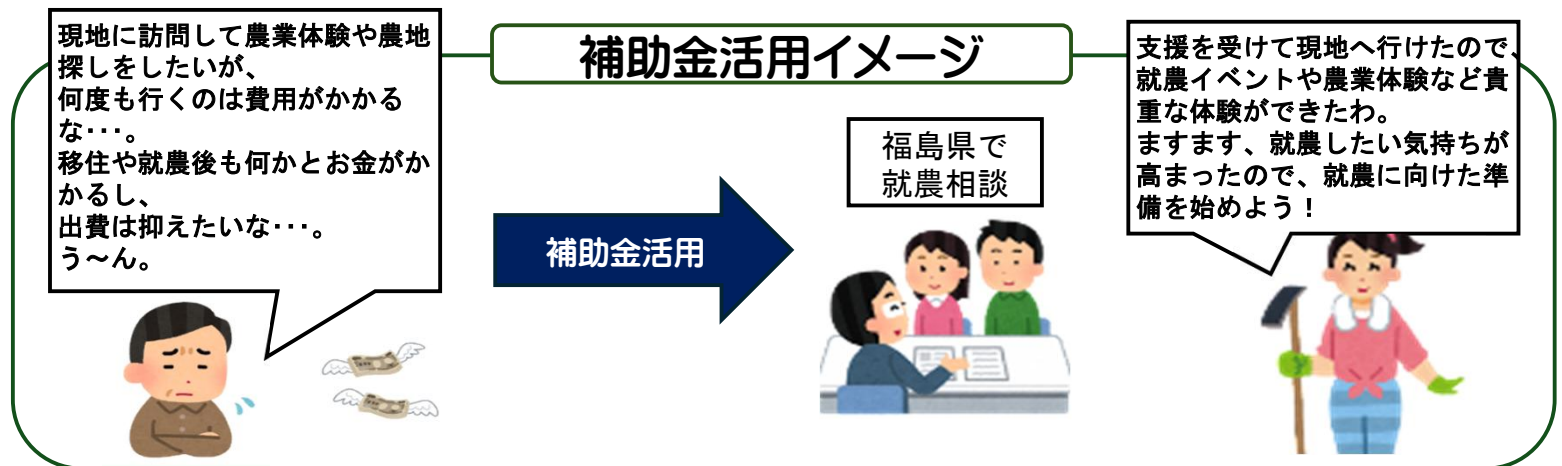 補助金活用イメージ
現地に訪問して農業体験や農地
探しをしたいが、
何度も行くのは費用がかかる
な･･･。
移住や就農後も何かとお金がか
かるし、
出費は抑えたいな･･･。
う～ん。
補助金活用
福島県で
就農相談
支援を受けて現地へ行けたので、
就農イベントや農業体験など貴
重な体験ができたわ。
ますます、就農したい気持ちが
高まったので、就農に向けた準
備を始めよう！